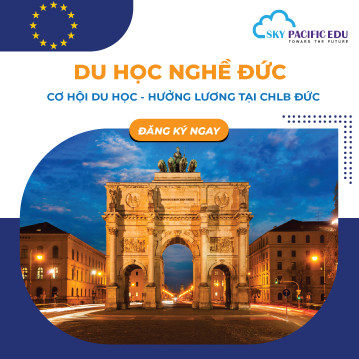 SKY PACIFIC EDU
TOWARD THE FUTURE
DU HỌC NGHỀ ĐỨC
CƠ HỘI DU HỌC - HƯỞNG LƯƠNG TẠI CHLB ĐỨC
ĐĂNG KÝ NGAY